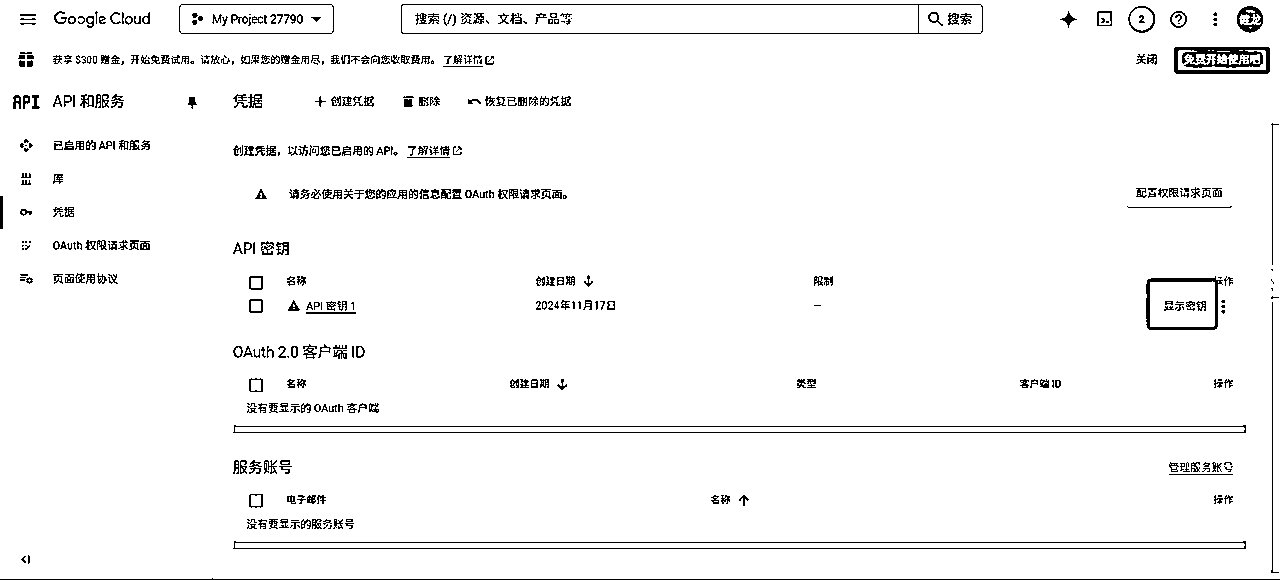 Google Cloud My Project 27790 搜索 (/) 资源、文档、产品等 搜索 2
获享 $300 赠金，开始免费试用。请放心，如果您的赠金用尽，我们不会向您收取费用。 了解详情 关闭 免费开始使用吧
API API 和服务 凭据 创建凭据 删除 恢复已删除的凭据
已启用的 API 和服务
库
凭据
OAuth 权限请求页面
页面使用协议
创建凭据，以访问您已启用的 API。 了解详情
请务必使用关于您的应用的信息配置 OAuth 权限请求页面。 配置权限请求页面
API 密钥
名称 创建日期 限制 操作
API 密钥 1 2024年11月17日 – 显示密钥
OAuth 2.0 客户端 ID
名称 创建日期 类型 客户端 ID 操作
没有要显示的 OAuth 客户端
服务账号 管理服务账号
电子邮件 名称 操作
没有要显示的服务账号